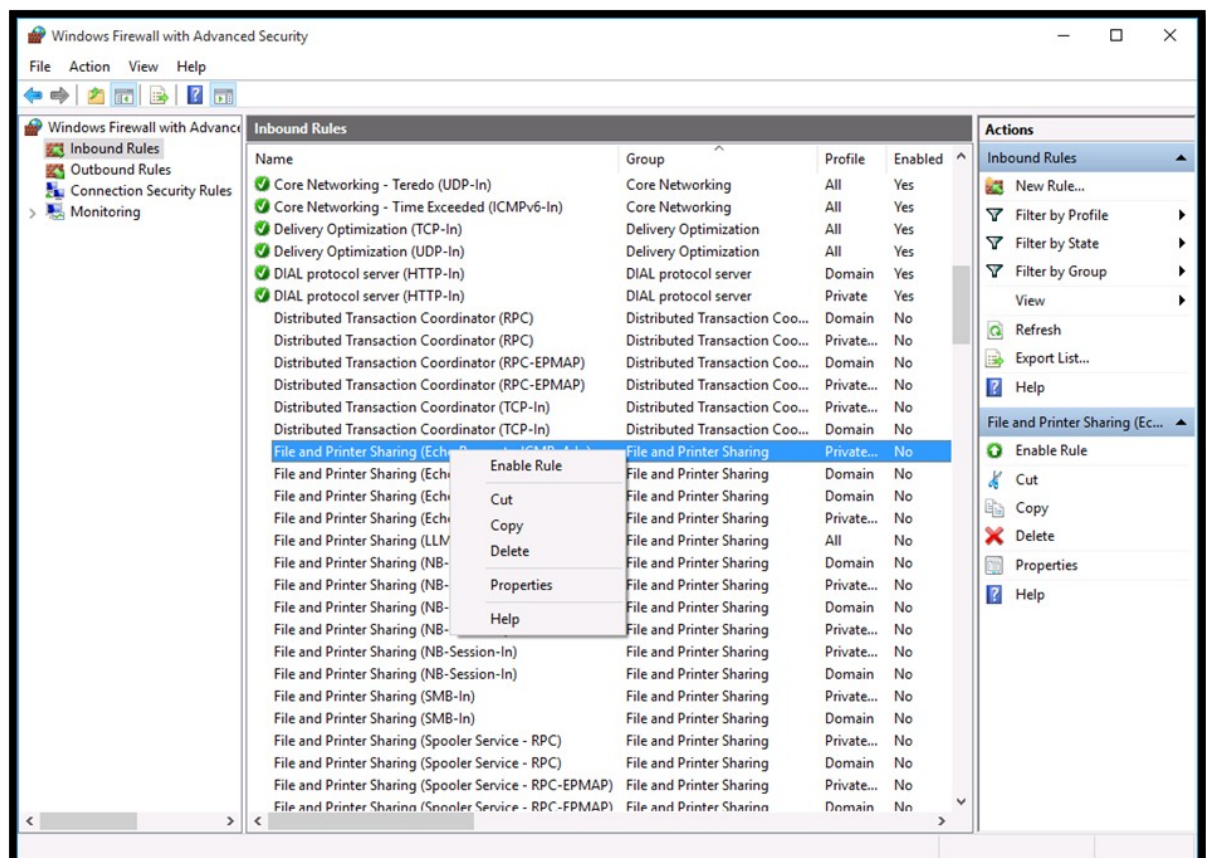 Windows Firewall with Advanced Security
File Action View Help
Windows Firewall with Advance
Inbound Rules
Outbound Rules
Connection Security Rules
Monitoring
Inbound Rules
Name Group Profile Enabled
Core Networking - Teredo (UDP-In) Core Networking All Yes
Core Networking - Time Exceeded (ICMPv6-In) Core Networking All Yes
Delivery Optimization (TCP-In) Delivery Optimization All Yes
Delivery Optimization (UDP-In) Delivery Optimization All Yes
DIAL protocol server (HTTP-In) DIAL protocol server Domain Yes
DIAL protocol server (HTTP-In) DIAL protocol server Private Yes
Distributed Transaction Coordinator (RPC) Distributed Transaction Coo... Domain No
Distributed Transaction Coordinator (RPC) Distributed Transaction Coo... Private... No
Distributed Transaction Coordinator (RPC-EPMAP) Distributed Transaction Coo... Domain No
Distributed Transaction Coordinator (RPC-EPMAP) Distributed Transaction Coo... Private... No
Distributed Transaction Coordinator (TCP-In) Distributed Transaction Coo... Private... No
Distributed Transaction Coordinator (TCP-In) Distributed Transaction Coo... Domain No
File and Printer Sharing (Ech File and Printer Sharing Private... No
File and Printer Sharing (Ech File and Printer Sharing Domain No
File and Printer Sharing (Ech File and Printer Sharing Domain No
File and Printer Sharing (Ech File and Printer Sharing Private... No
File and Printer Sharing (LLM File and Printer Sharing All No
File and Printer Sharing (NB- File and Printer Sharing Domain No
File and Printer Sharing (NB- File and Printer Sharing Private... No
File and Printer Sharing (NB- File and Printer Sharing Domain No
File and Printer Sharing (NB- File and Printer Sharing Private... No
File and Printer Sharing (NB-Session-In) File and Printer Sharing Private... No
File and Printer Sharing (NB-Session-In) File and Printer Sharing Domain No
File and Printer Sharing (SMB-In) File and Printer Sharing Private... No
File and Printer Sharing (SMB-In) File and Printer Sharing Domain No
File and Printer Sharing (Spooler Service - RPC) File and Printer Sharing Private... No
File and Printer Sharing (Spooler Service - RPC) File and Printer Sharing Domain No
File and Printer Sharing (Spooler Service - RPC-EPMAP) File and Printer Sharing Private... No
File and Printer Sharing (Spooler Service - RPC-EPMAP) File and Printer Sharing Domain No
Enable Rule
Cut
Copy
Delete
Properties
Help
Actions
Inbound Rules
New Rule...
Filter by Profile
Filter by State
Filter by Group
View
Refresh
Export List...
Help
File and Printer Sharing (Ec...
Enable Rule
Cut
Copy
Delete
Properties
Help